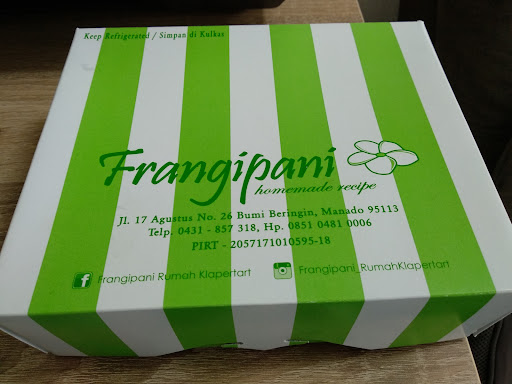 Keep Refrigerated / Simpan di Kulkas
Frangipani
homemade recipe
Jl. 17 Agustus No. 26 Bumi Beringin, Manado 95113
Telp. 0431 - 857 318, Hp. 0851 0481 0006
PIRT - 2057171010595-18
f Frangipani Rumah Klapertart
Frangipani_RumahKlapertart